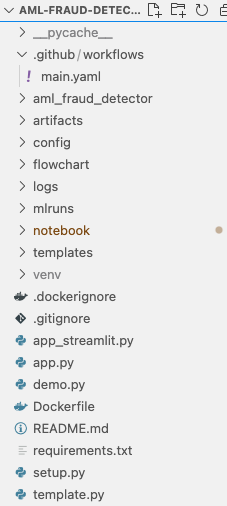 AML-FRAUD-DETEC...
__pycache__
.github/workflows
main.yaml
aml_fraud_detector
artifacts
config
flowchart
logs
mlruns
notebook
templates
venv
.dockerignore
.gitignore
app_streamlit.py
app.py
demo.py
Dockerfile
README.md
requirements.txt
setup.py
template.py